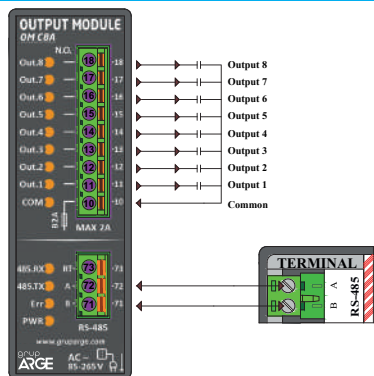 OUTPUT MODULE
OM C8A
N.O.
Out.8 18 -18 Output 8
Out.7 17 -17 Output 7
Out.6 16 -16 Output 6
Out.5 15 -15 Output 5
Out.4 14 -14 Output 4
Out.3 13 -13 Output 3
Out.2 12 -12 Output 2
Out.1 11 -11 Output 1
COM 10 -10 Common
B2A
MAX 2A
485.RX RT 73 -73
485.TX A 72 -72
Err B 71 -71
PWR
RS-485
www.gruparge.com
grup
ARGE
AC ~
85-265 V
TERMINAL
A
B
RS-485